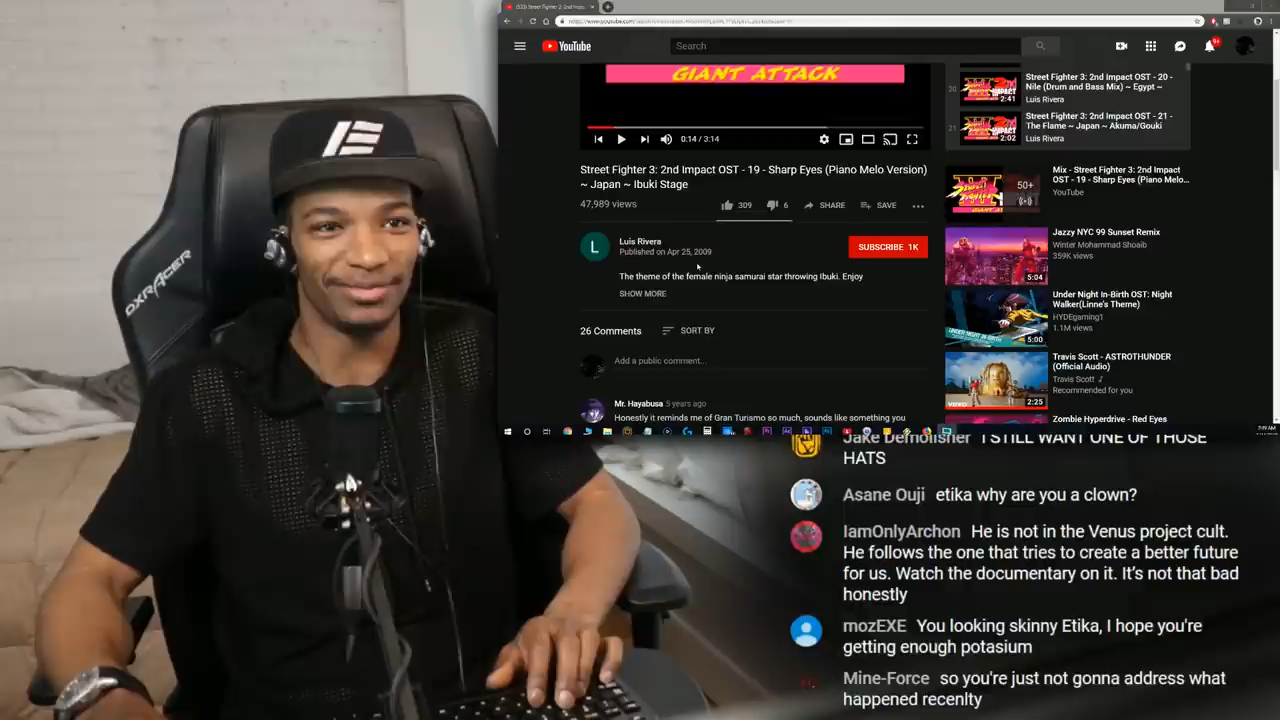 (523) Street Fighter 3: 2nd Impa
YouTube
Search
9+
GIANT ATTACK
0:14 / 3:14
Street Fighter 3: 2nd Impact OST - 19 - Sharp Eyes (Piano Melo Version)
~ Japan ~ Ibuki Stage
47,989 views
309
6
SHARE
SAVE
L
Luis Rivera
Published on Apr 25, 2009
SUBSCRIBE 1K
The theme of the female ninja samurai star throwing Ibuki. Enjoy
SHOW MORE
26 Comments
SORT BY
Add a public comment...
Mr. Hayabusa 5 years ago
Honestly it reminds me of Gran Turismo so much, sounds like something you
20
2:41
Street Fighter 3: 2nd Impact OST - 20 -
Nile (Drum and Bass Mix) ~ Egypt ~
Luis Rivera
21
2:02
Street Fighter 3: 2nd Impact OST - 21 -
The Flame ~ Japan ~ Akuma/Gouki
Luis Rivera
50+
Mix - Street Fighter 3: 2nd Impact
OST - 19 - Sharp Eyes (Piano Melo...
YouTube
5:04
Jazzy NYC 99 Sunset Remix
Winter Mohammad Shoaib
359K views
5:00
Under Night In-Birth OST: Night
Walker(Linne's Theme)
HYDEgaming1
1.1M views
2:25
Travis Scott - ASTROTHUNDER
(Official Audio)
Travis Scott
Recommended for you
Zombie Hyperdrive - Red Eyes
DXRACER
E
Jake Demolisher I STILL WANT ONE OF THOSE
HATS
Asane Ouji etika why are you a clown?
IamOnlyArchon He is not in the Venus project cult.
He follows the one that tries to create a better future
for us. Watch the documentary on it. It's not that bad
honestly
mozEXE You looking skinny Etika, I hope you're
getting enough potasium
Mine-Force so you're just not gonna address what
happened recenlty